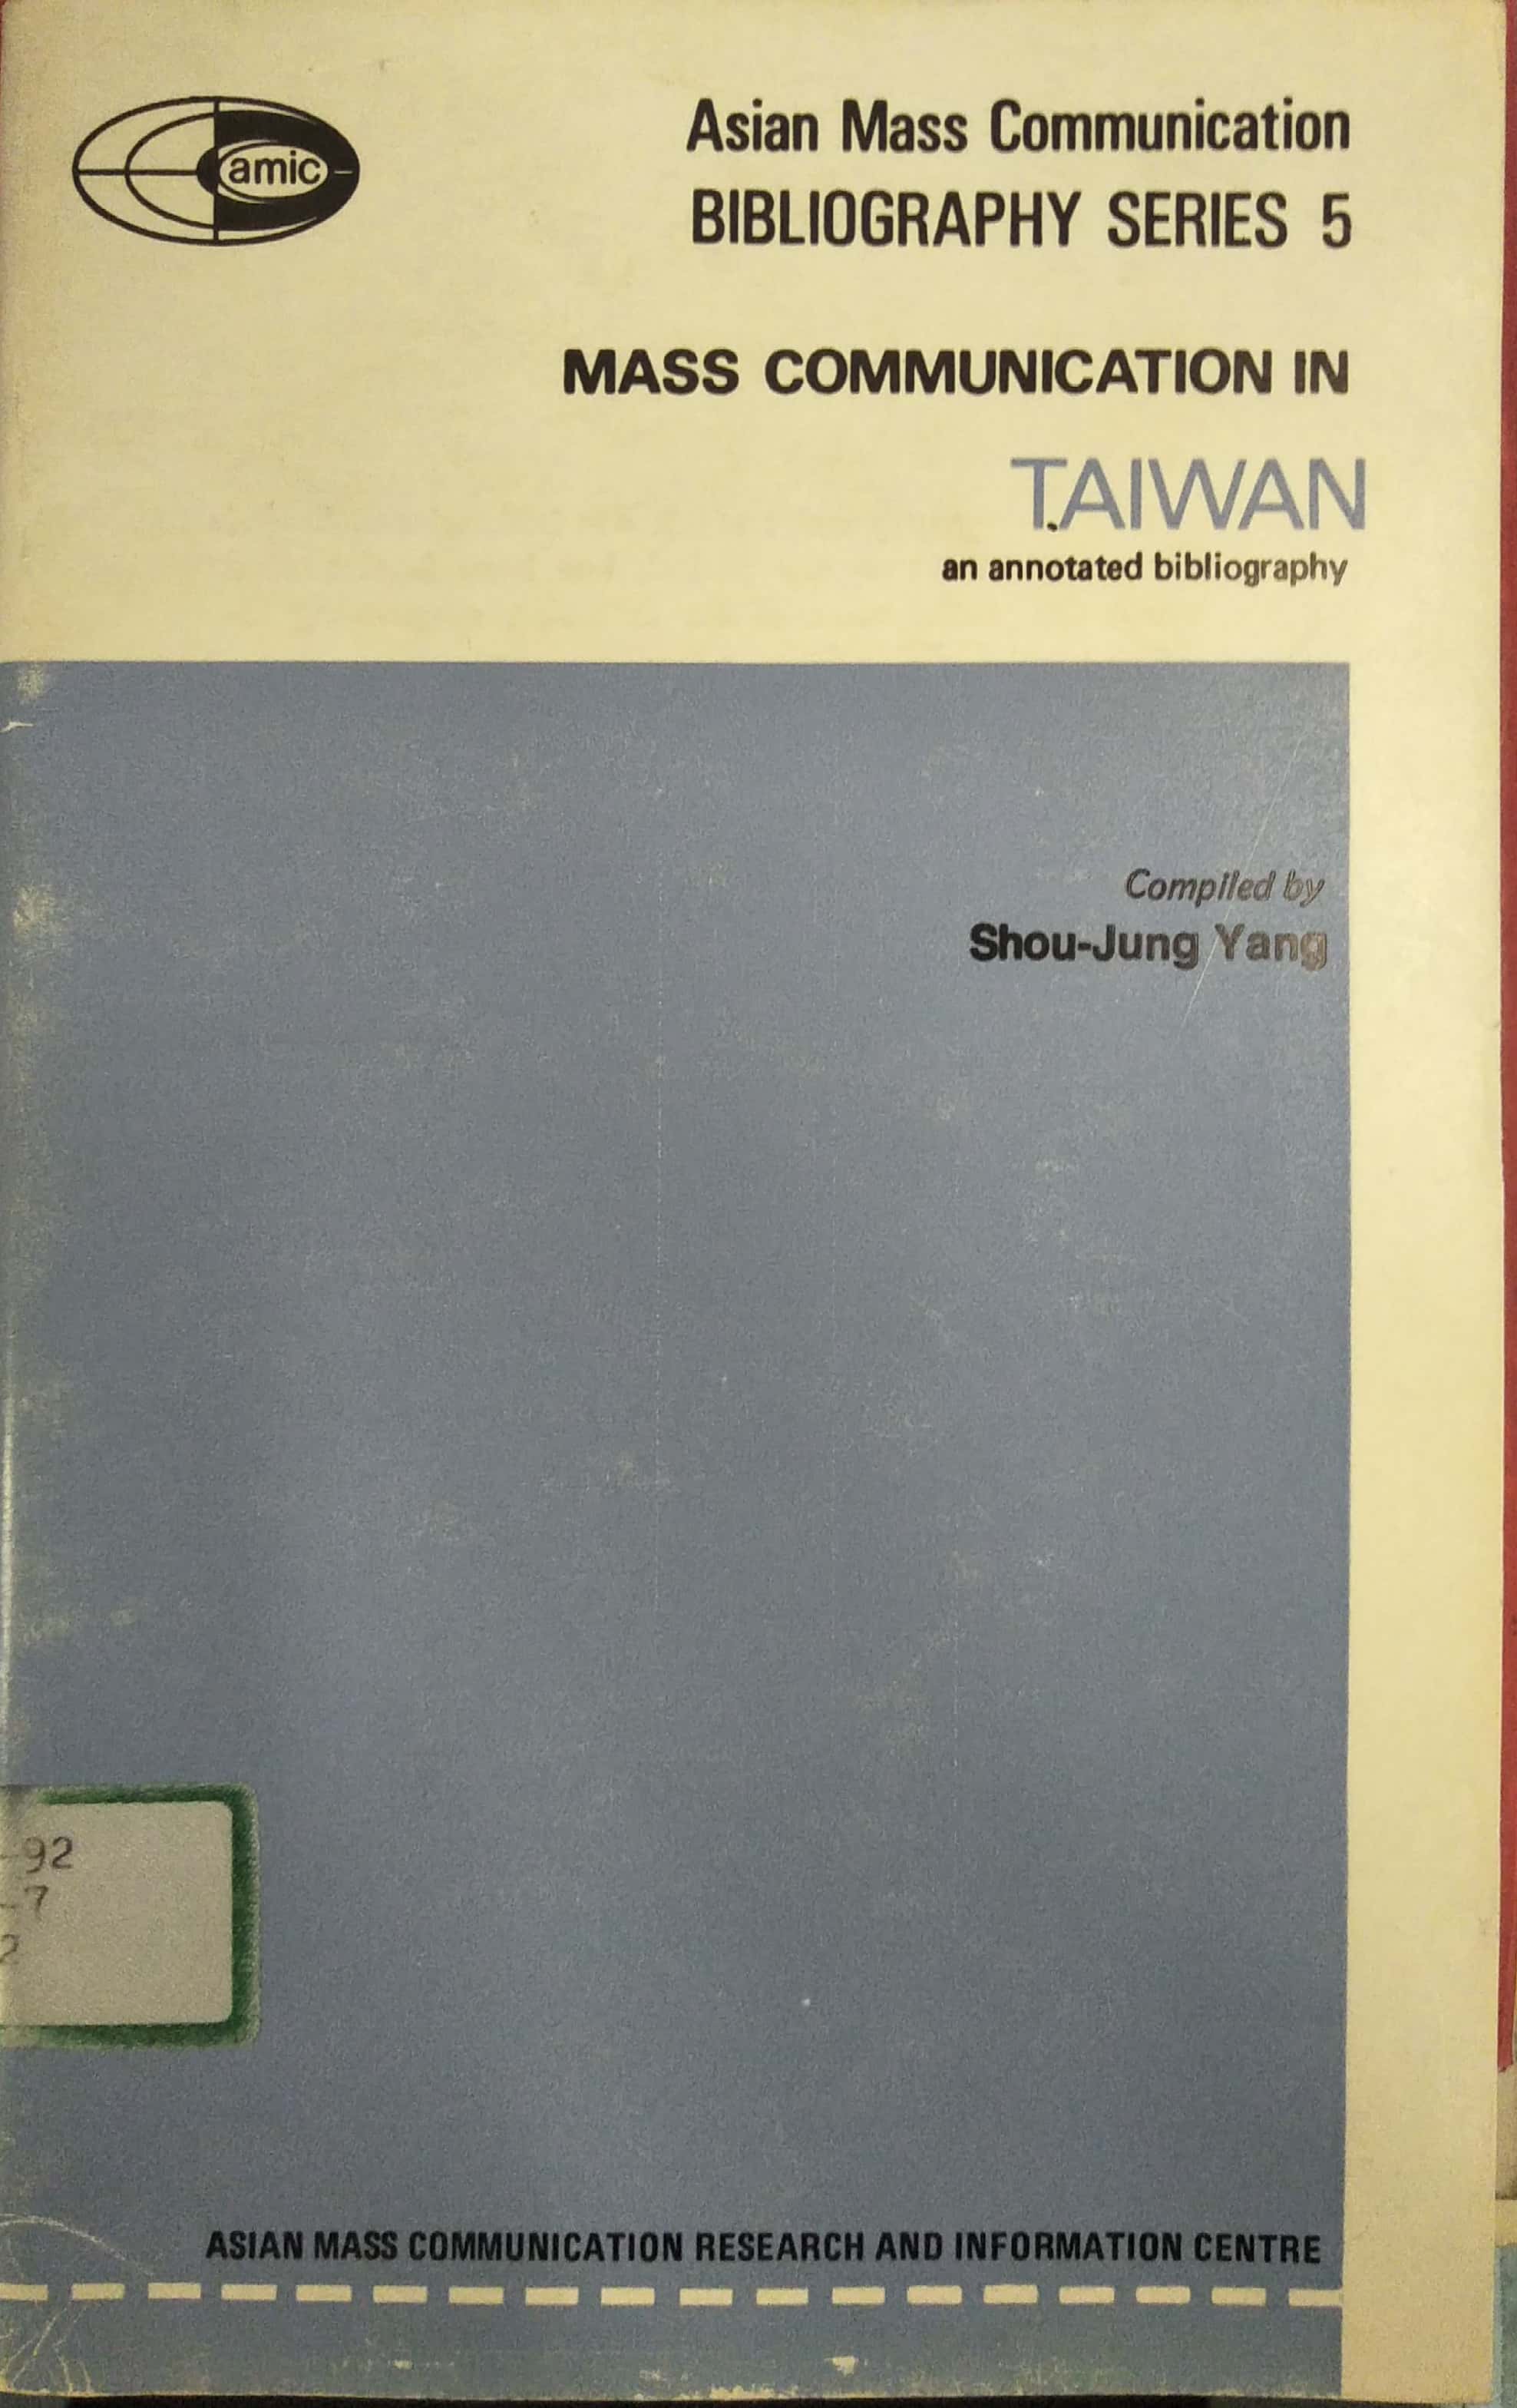 amic
Asian Mass Communication
BIBLIOGRAPHY SERIES 5
MASS COMMUNICATION IN
TAIWAN
an annotated bibliography
Compiled by
Shou-Jung Yang
-92
-7
2
ASIAN MASS COMMUNICATION RESEARCH AND INFORMATION CENTRE